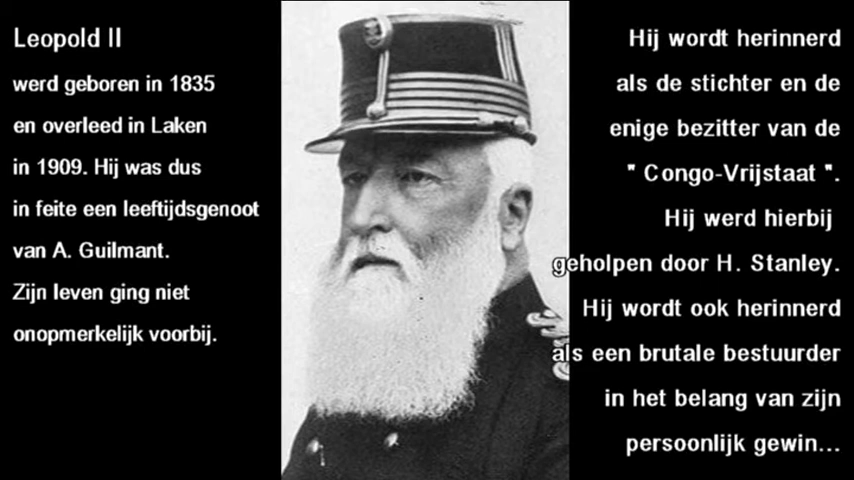 Leopold II
werd geboren in 1835
en overleed in Laken
in 1909. Hij was dus
in feite een leeftijdsgenoot
van A. Guilmant.
Zijn leven ging niet
onopmerkelijk voorbij.
Hij wordt herinnerd
als de stichter en de
enige bezitter van de
" Congo-Vrijstaat ".
Hij werd hierbij
geholpen door H. Stanley.
Hij wordt ook herinnerd
als een brutale bestuurder
in het belang van zijn
persoonlijk gewin...